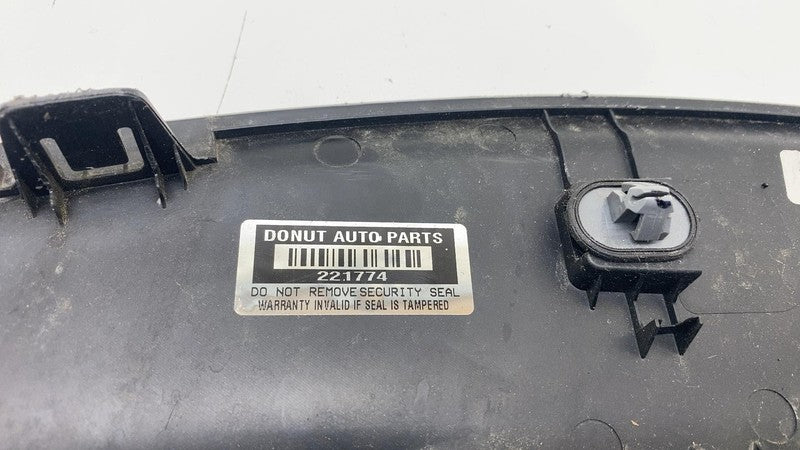 DONUT AUTO PARTS
221774
DO NOT REMOVE SECURITY SEAL
WARRANTY INVALID IF SEAL IS TAMPERED